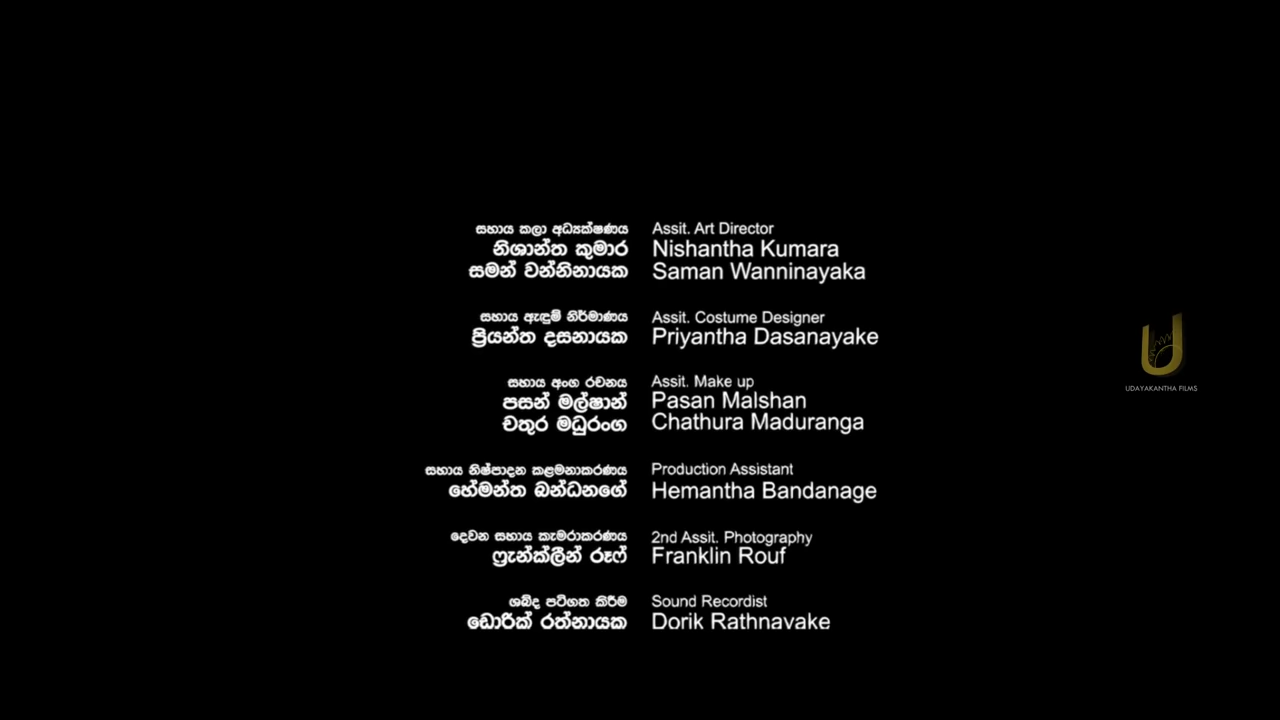 සහාය කලා අධ්‍යක්ෂණය Assit. Art Director
නිශාන්ත කුමාර Nishantha Kumara
සමන් වන්නිනායක Saman Wanninayaka
සහාය ඇඳුම් නිර්මාණය Assit. Costume Designer
ප්‍රියන්ත දසනායක Priyantha Dasanayake
සහාය අංග රචනය Assit. Make up
පසන් මල්ෂාන් Pasan Malshan
චතුර මධුරංග Chathura Maduranga
සහාය නිෂ්පාදන කළමනාකරණය Production Assistant
හේමන්ත බන්ධනගේ Hemantha Bandanage
දෙවන සහාය කැමරාකරණය 2nd Assit. Photography
ෆ්‍රැන්ක්ලීන් රූෆ් Franklin Rouf
ශබ්ද පටිගත කිරීම Sound Recordist
ඩොරික් රත්නායක Dorik Rathnayake
UDAYAKANTHA FILMS